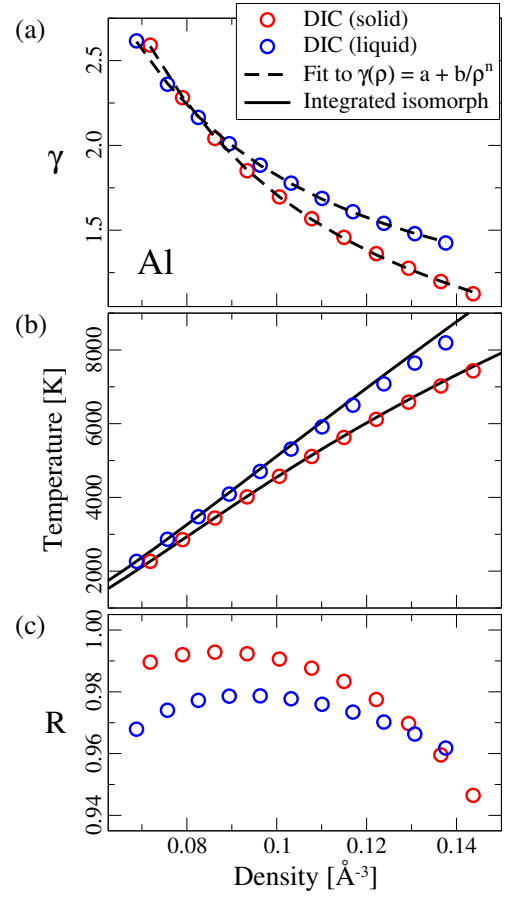 (a)
DIC (solid)
DIC (liquid)
Fit to γ(ρ) = a + b/ρⁿ
Integrated isomorph
2.5
2.0
1.5
γ
Al
(b)
8000
6000
4000
2000
Temperature [K]
(c)
1.00
0.98
0.96
0.94
R
0.08
0.1
0.12
0.14
Density [Å⁻³]